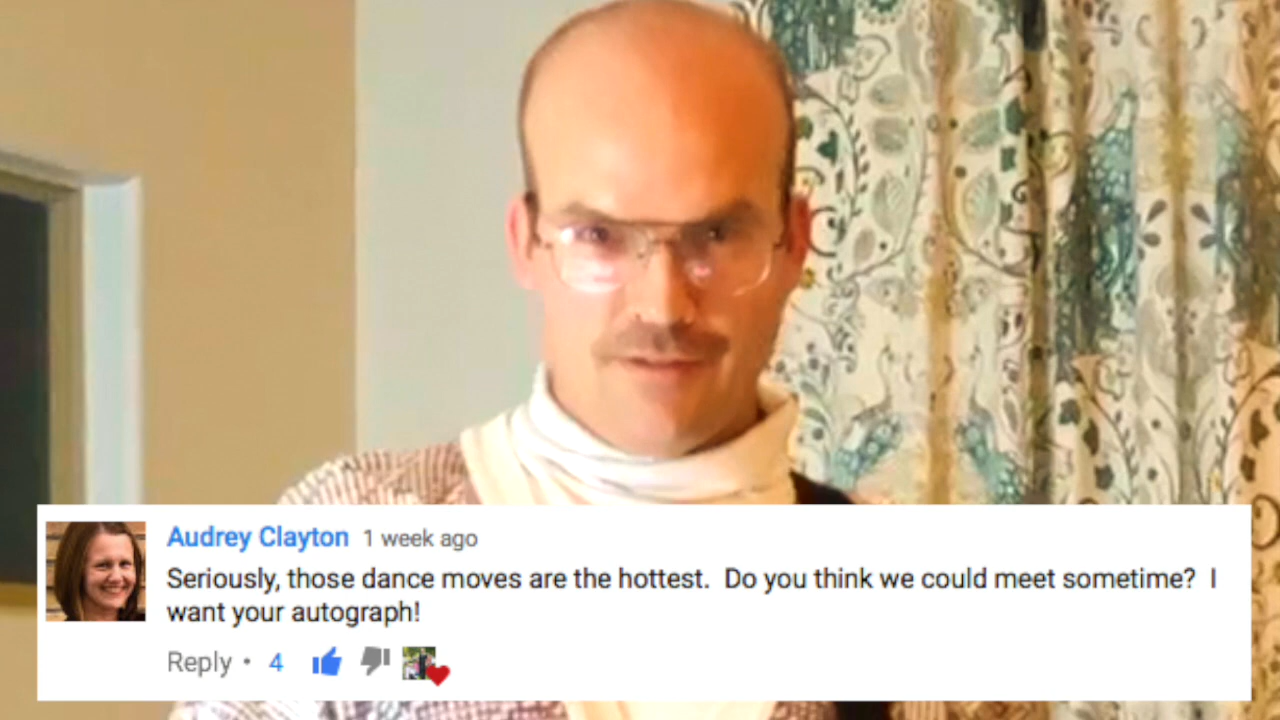 Audrey Clayton 1 week ago
Seriously, those dance moves are the hottest.  Do you think we could meet sometime?  I
want your autograph!
Reply • 4